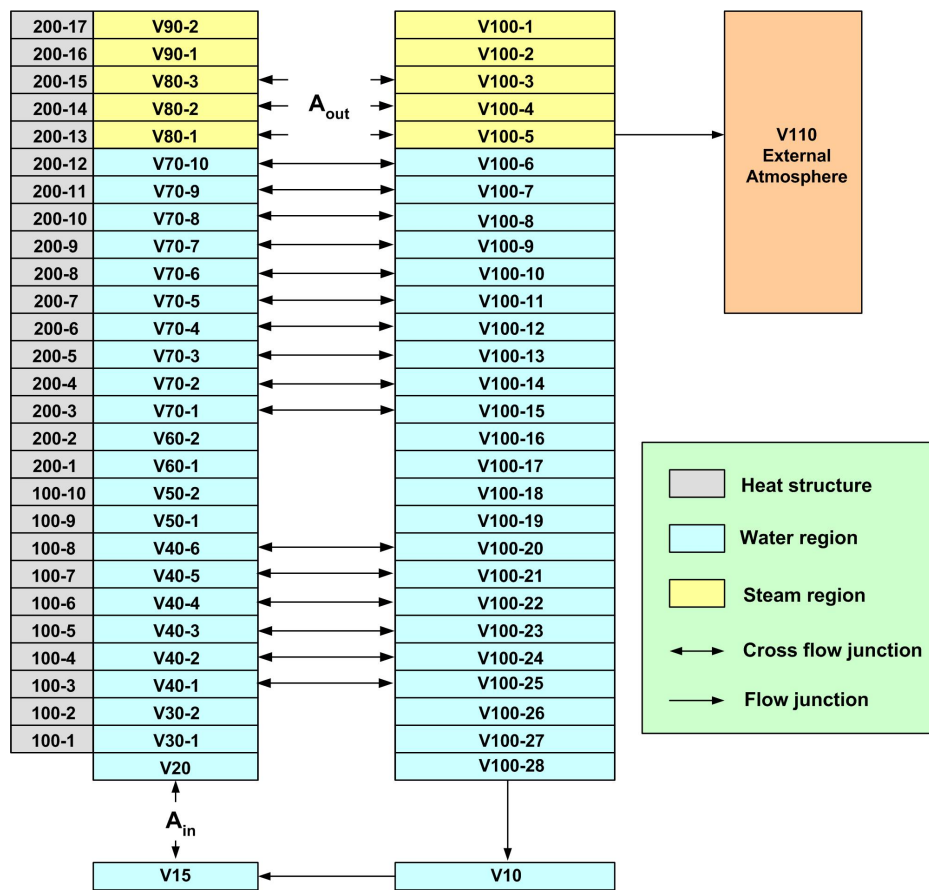 200-17 V90-2 V100-1
200-16 V90-1 V100-2
200-15 V80-3 V100-3
200-14 V80-2 A_out V100-4
200-13 V80-1 V100-5
V110
External
Atmosphere
200-12 V70-10 V100-6
200-11 V70-9 V100-7
200-10 V70-8 V100-8
200-9 V70-7 V100-9
200-8 V70-6 V100-10
200-7 V70-5 V100-11
200-6 V70-4 V100-12
200-5 V70-3 V100-13
200-4 V70-2 V100-14
200-3 V70-1 V100-15
200-2 V60-2 V100-16
200-1 V60-1 V100-17
100-10 V50-2 V100-18
100-9 V50-1 V100-19
100-8 V40-6 V100-20
100-7 V40-5 V100-21
100-6 V40-4 V100-22
100-5 V40-3 V100-23
100-4 V40-2 V100-24
100-3 V40-1 V100-25
100-2 V30-2 V100-26
100-1 V30-1 V100-27
V20 V100-28
A_in
V15 V10
Heat structure
Water region
Steam region
Cross flow junction
Flow junction